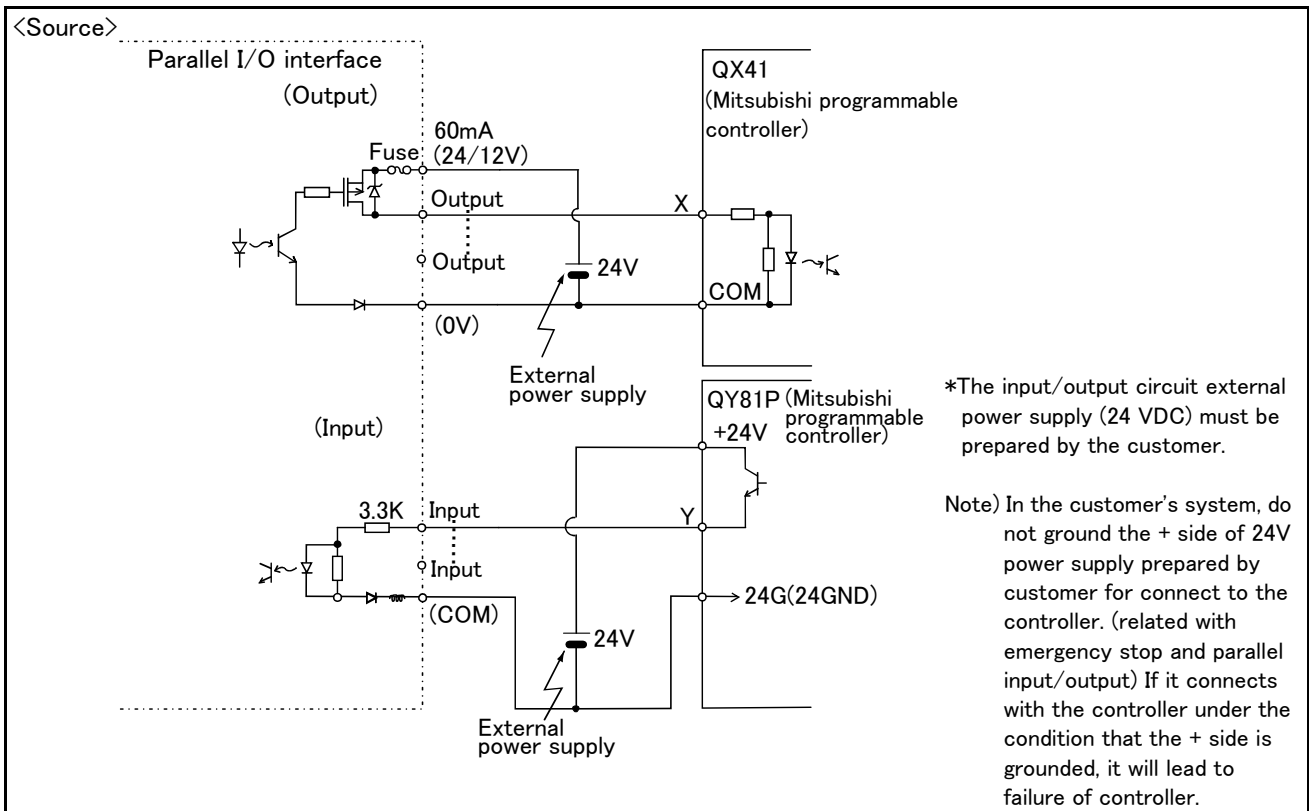 <Source>
Parallel I/O interface
(Output)
Fuse
60mA
(24/12V)
Output
Output
(0V)
24V
External
power supply
X
COM
QX41
(Mitsubishi programmable
controller)
(Input)
3.3K
Input
Input
(COM)
24V
External
power supply
QY81P (Mitsubishi
programmable
controller)
+24V
Y
24G(24GND)
*The input/output circuit external
power supply (24 VDC) must be
prepared by the customer.
Note) In the customer's system, do
not ground the + side of 24V
power supply prepared by
customer for connect to the
controller. (related with
emergency stop and parallel
input/output) If it connects
with the controller under the
condition that the + side is
grounded, it will lead to
failure of controller.